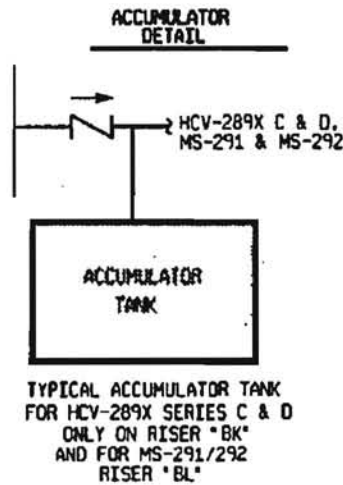 ACCUMULATOR
DETAIL
HCV-289X C & D,
MS-291 & MS-292
ACCUMULATOR
TANK
TYPICAL ACCUMULATOR TANK
FOR HCV-289X SERIES C & D
ONLY ON RISER "BK"
AND FOR MS-291/292
RISER "BL"